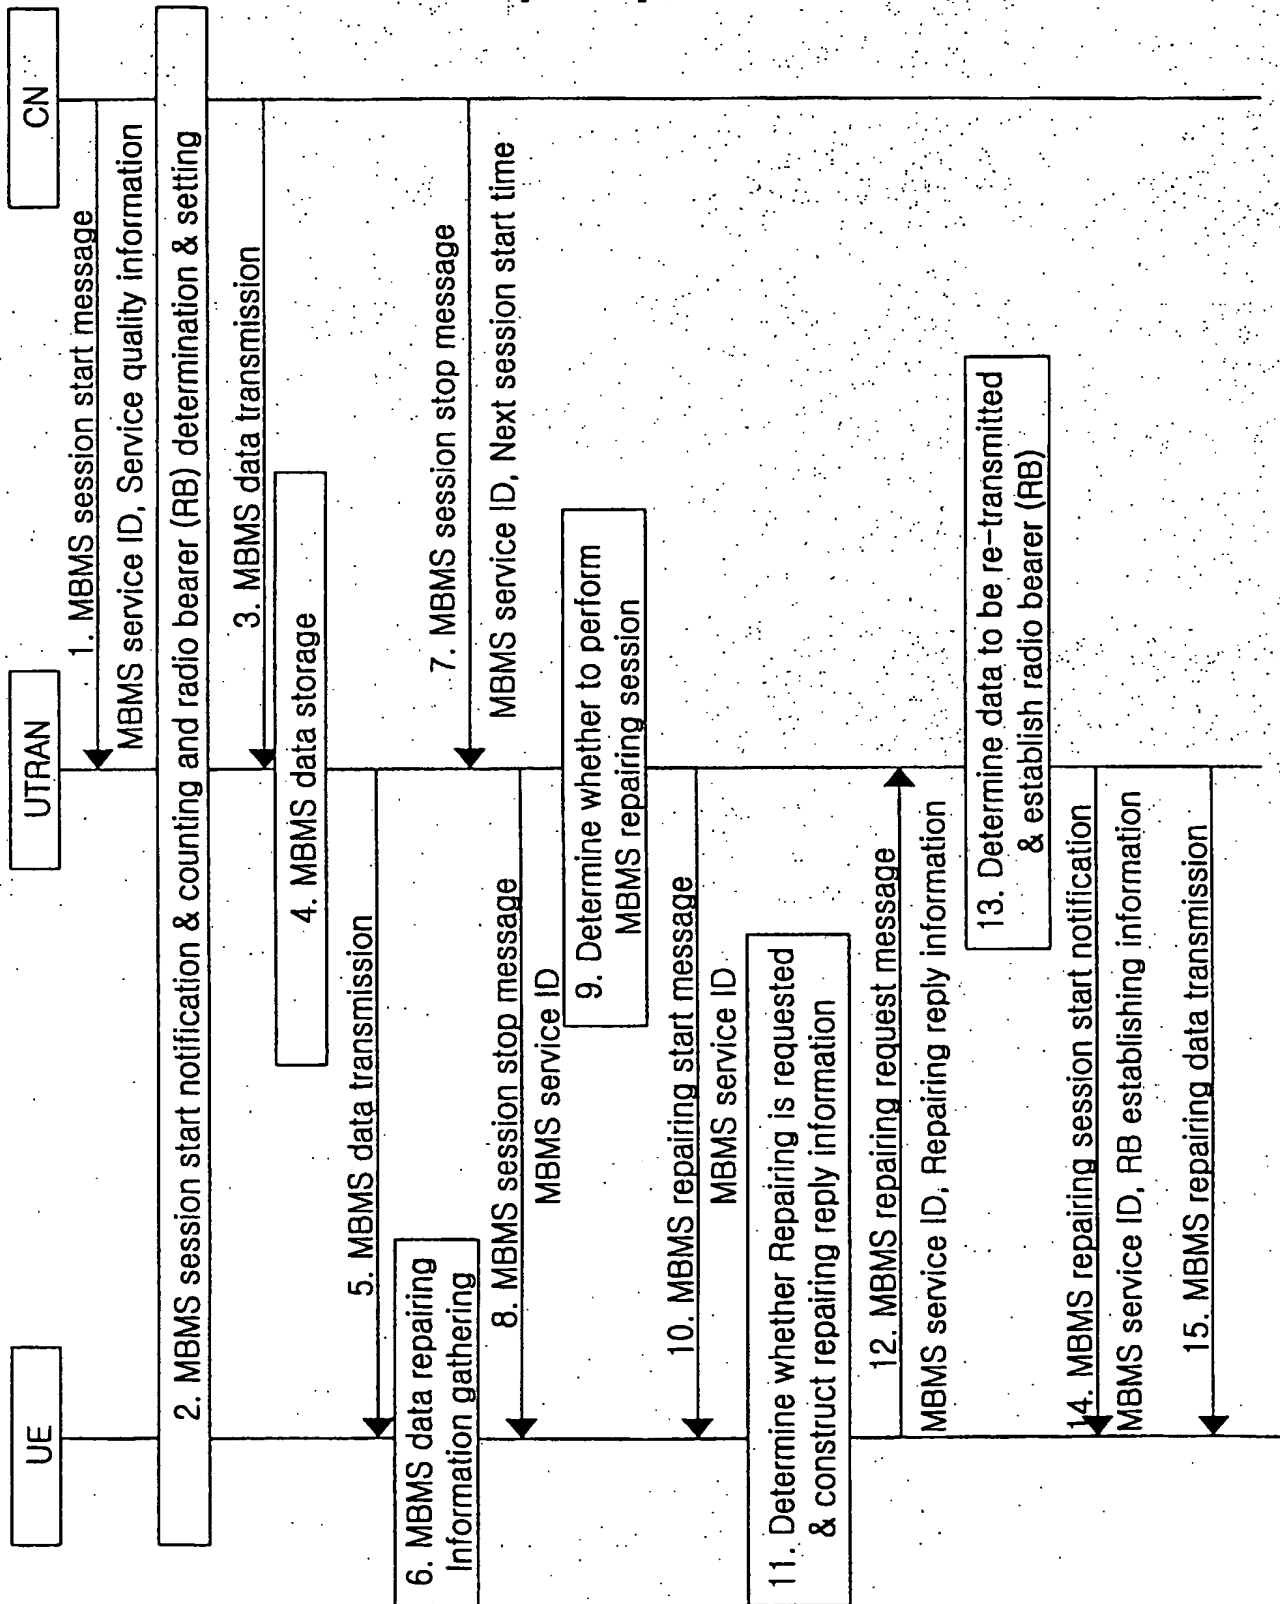 UE
UTRAN
CN
1. MBMS session start message
MBMS service ID, Service quality information
2. MBMS session start notification & counting and radio bearer (RB) determination & setting
3. MBMS data transmission
4. MBMS data storage
5. MBMS data transmission
6. MBMS data repairing
Information gathering
7. MBMS session stop message
MBMS service ID, Next session start time
8. MBMS session stop message
MBMS service ID
9. Determine whether to perform
MBMS repairing session
10. MBMS repairing start message
MBMS service ID
11. Determine whether Repairing is requested
& construct repairing reply information
12. MBMS repairing request message
MBMS service ID, Repairing reply information
13. Determine data to be re-transmitted
& establish radio bearer (RB)
14. MBMS repairing session start notification
MBMS service ID, RB establishing information
15. MBMS repairing data transmission